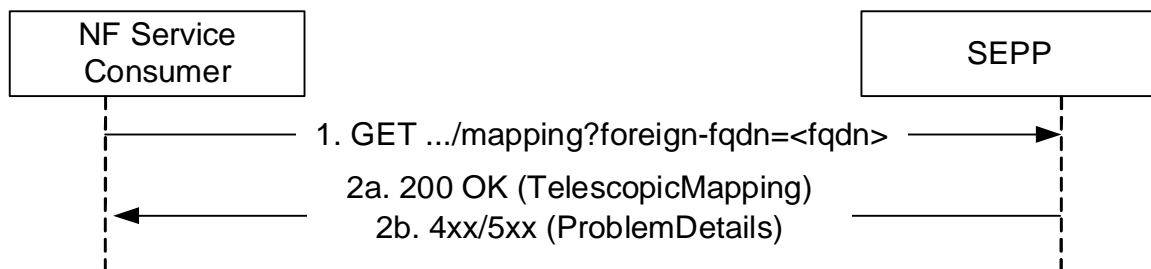 NF Service
Consumer
SEPP
1. GET .../mapping?foreign-fqdn=<fqdn>
2a. 200 OK (TelescopicMapping)
2b. 4xx/5xx (ProblemDetails)